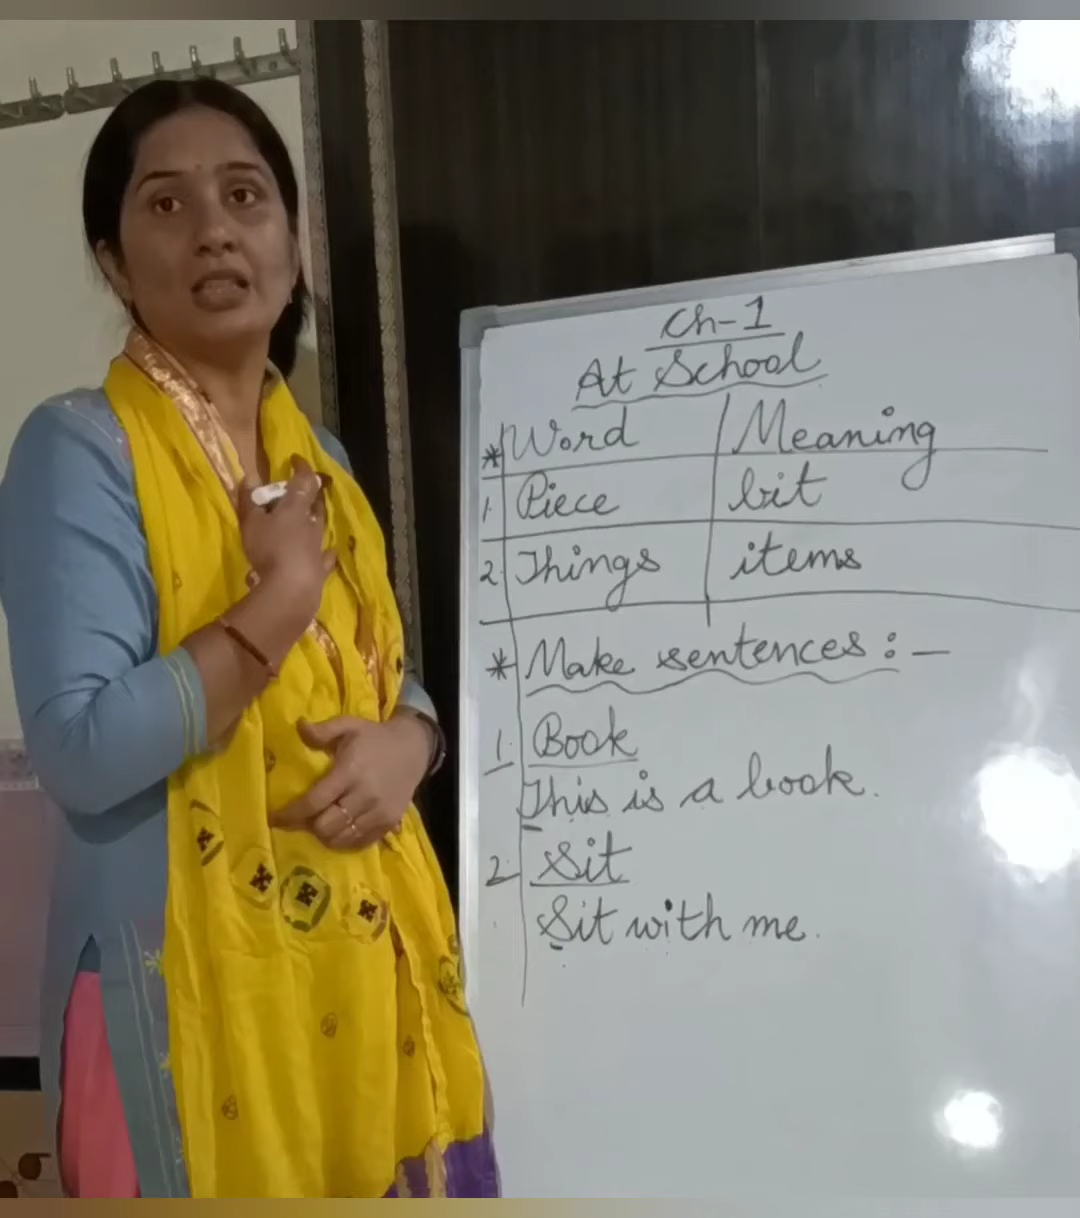 Ch-1
At School
* Word Meaning
1. Piece bit
2. Things items
* Make sentences : -
1. Book
This is a book.
2. Sit
Sit with me.